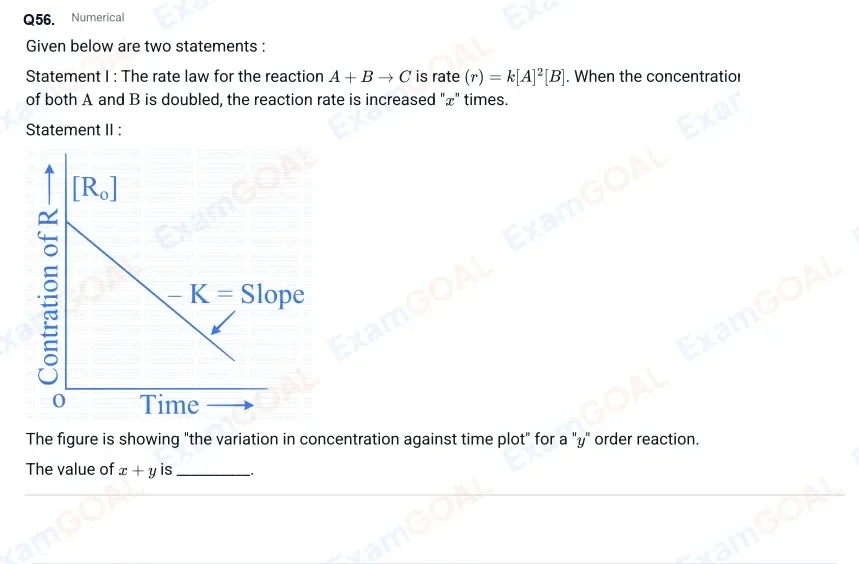 Q56. Numerical
Given below are two statements :
Statement I : The rate law for the reaction A + B → C is rate (r) = k[A]²[B]. When the concentration
of both A and B is doubled, the reaction rate is increased "x" times.
Statement II :
[R₀]
Contration of R →
– K = Slope
o
Time →
The figure is showing "the variation in concentration against time plot" for a "y" order reaction.
The value of x + y is ________.
ExamGOAL